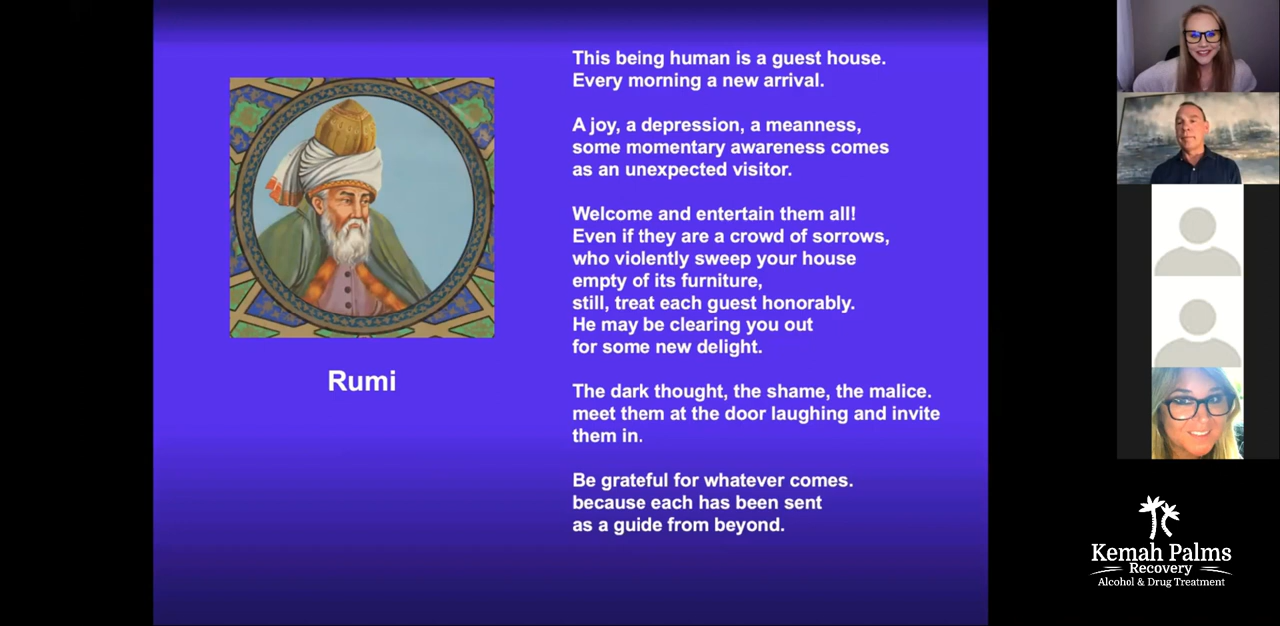 This being human is a guest house.
Every morning a new arrival.
A joy, a depression, a meanness,
some momentary awareness comes
as an unexpected visitor.
Welcome and entertain them all!
Even if they are a crowd of sorrows,
who violently sweep your house
empty of its furniture,
still, treat each guest honorably.
He may be clearing you out
for some new delight.
The dark thought, the shame, the malice.
meet them at the door laughing and invite
them in.
Be grateful for whatever comes.
because each has been sent
as a guide from beyond.
Rumi
Kemah Palms
Recovery
Alcohol & Drug Treatment